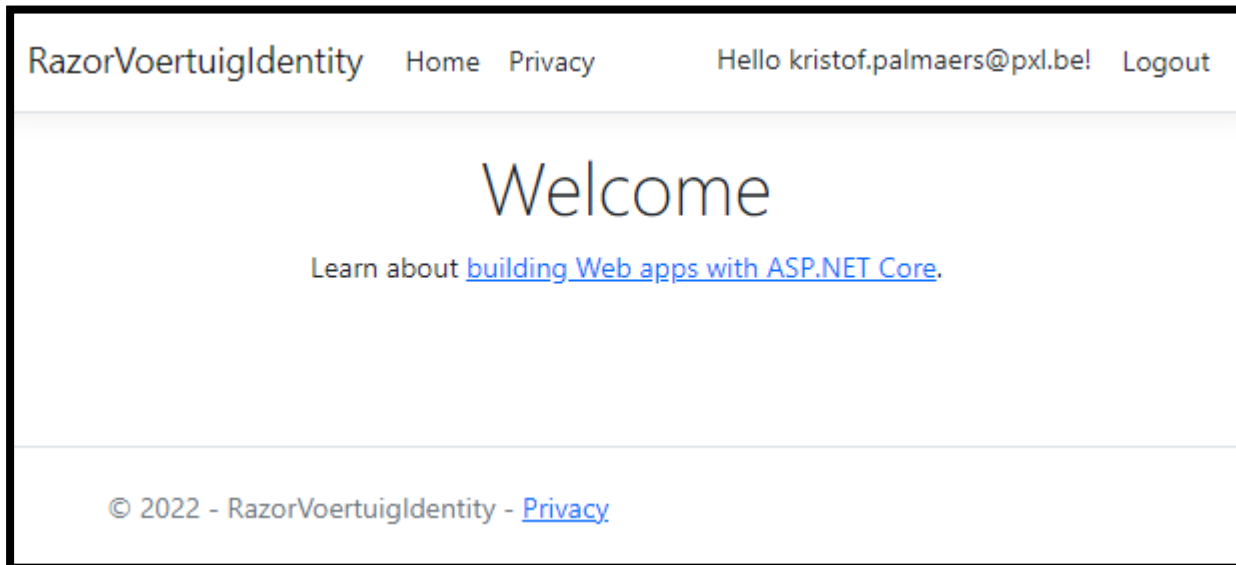 RazorVoertuigIdentity Home Privacy Hello kristof.palmaers@pxl.be! Logout
Welcome
Learn about building Web apps with ASP.NET Core.
© 2022 - RazorVoertuigIdentity - Privacy